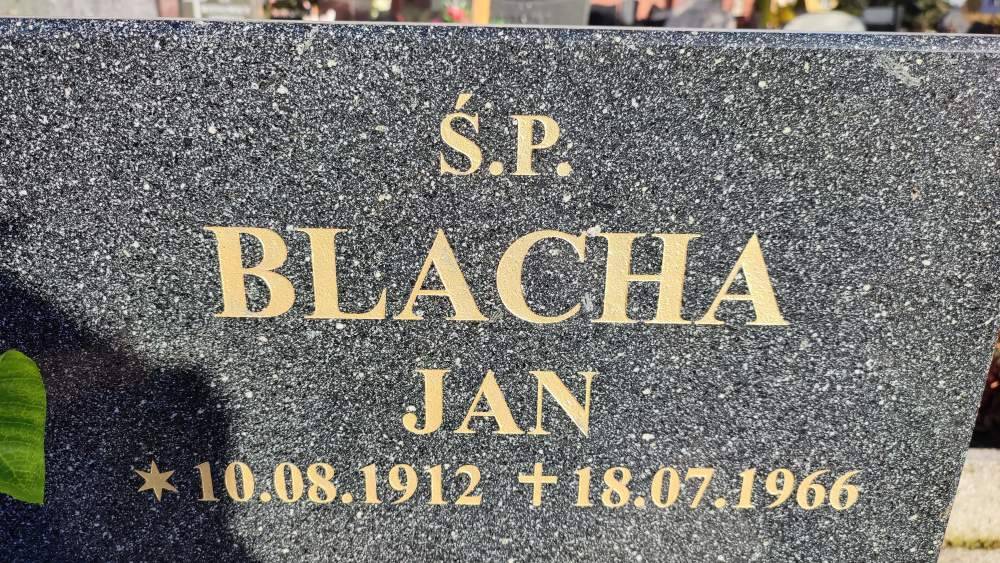 Ś.P.
BLACHA
JAN
✶ 10.08.1912 ✝ 18.07.1966